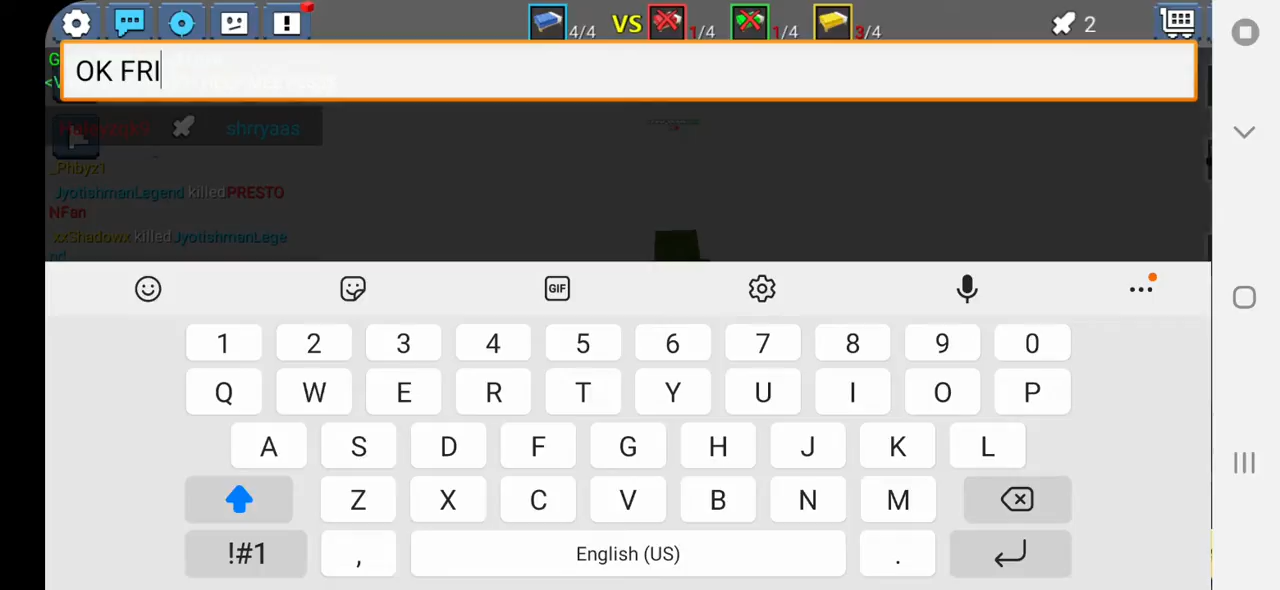 4/4 VS 1/4 1/4 3/4 2
OK FRI
shrryaas
_Phbyz1
JyotishmanLegend killed PRESTO
NFan
xxShadowx killed JyotishmanLege
nd
GIF
1 2 3 4 5 6 7 8 9 0
Q W E R T Y U I O P
A S D F G H J K L
Z X C V B N M
!#1 , English (US) .